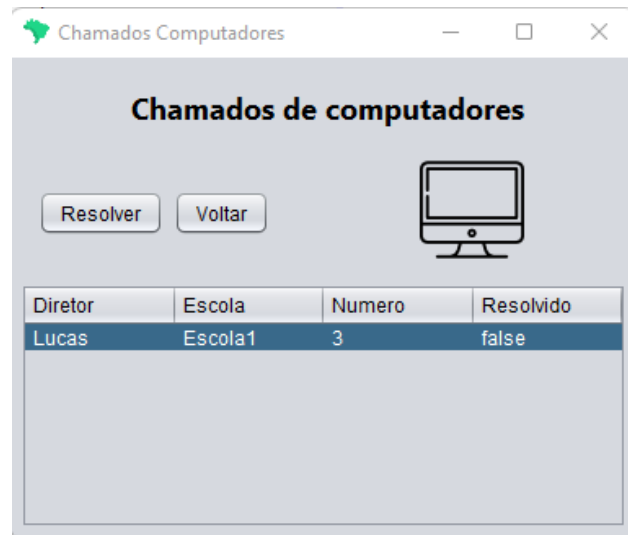 Chamados Computadores
Chamados de computadores
Resolver Voltar
Diretor Escola Numero Resolvido
Lucas Escola1 3 false